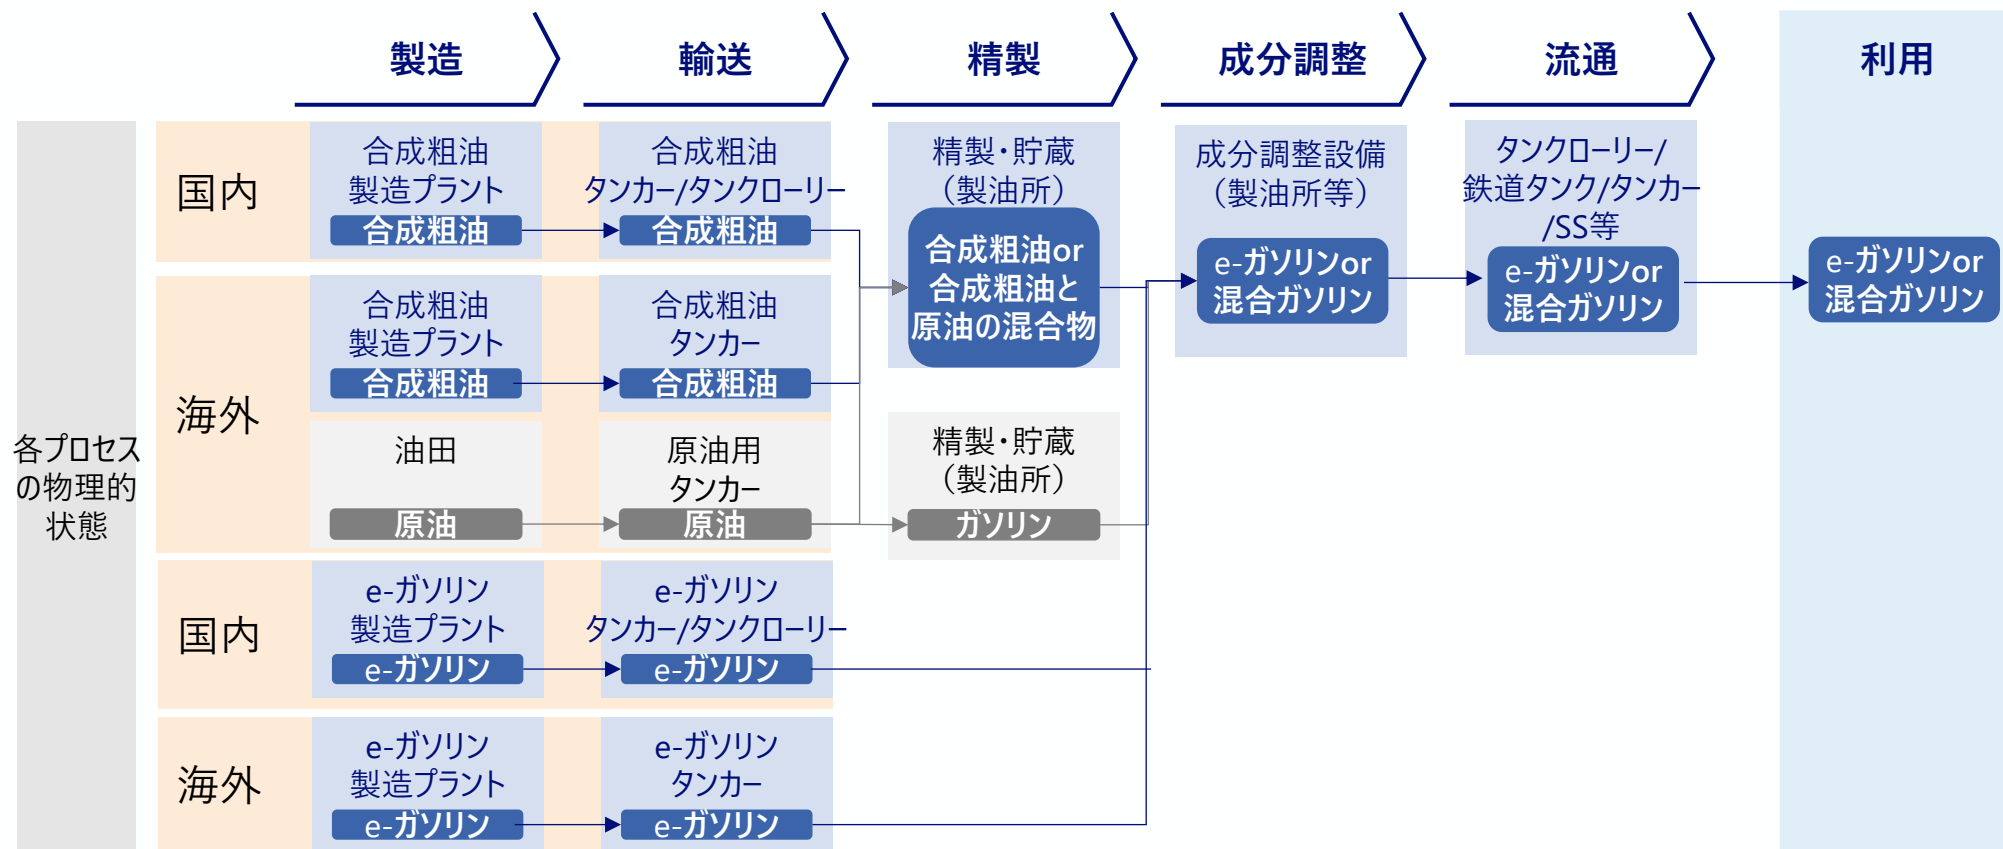 製造
輸送
精製
成分調整
流通
利用
各プロセス
の物理的
状態
国内
合成粗油
製造プラント
合成粗油
合成粗油
タンカー/タンクローリー
合成粗油
精製・貯蔵
（製油所）
合成粗油or
合成粗油と
原油の混合物
成分調整設備
（製油所等）
e-ガソリンor
混合ガソリン
タンクローリー/
鉄道タンク/タンカー
/SS等
e-ガソリンor
混合ガソリン
e-ガソリンor
混合ガソリン
海外
合成粗油
製造プラント
合成粗油
合成粗油
タンカー
合成粗油
油田
原油
原油用
タンカー
原油
精製・貯蔵
（製油所）
ガソリン
国内
e-ガソリン
製造プラント
e-ガソリン
e-ガソリン
タンカー/タンクローリー
e-ガソリン
海外
e-ガソリン
製造プラント
e-ガソリン
e-ガソリン
タンカー
e-ガソリン